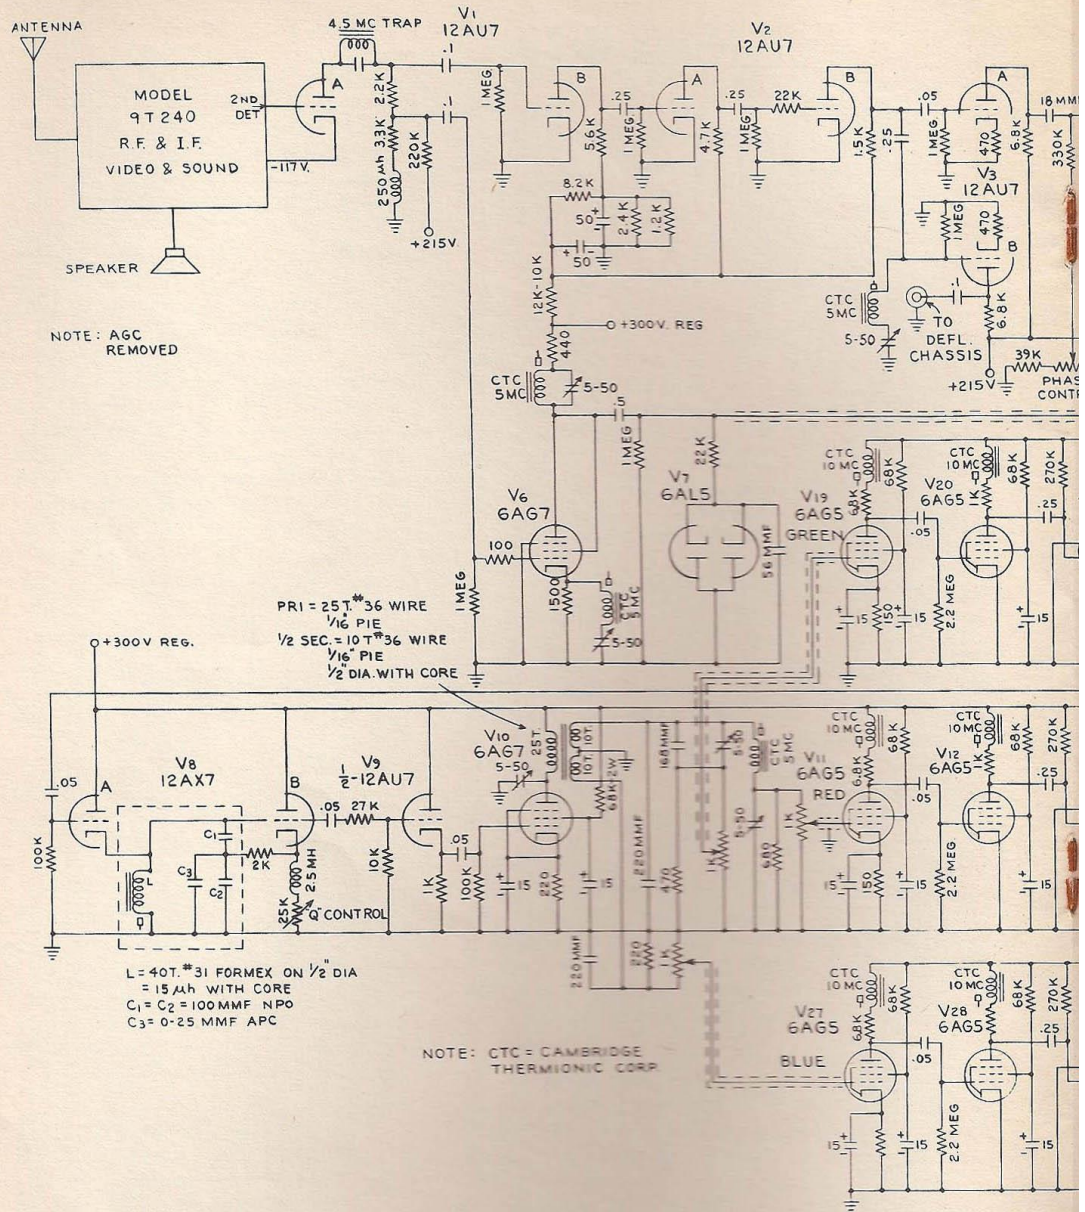 ANTENNA
MODEL
9T240
R.F. & I.F.
VIDEO & SOUND
2ND
DET
-117V.
SPEAKER
NOTE: AGC
REMOVED
4.5 MC TRAP
A
2.2K
3.3K
250 μh
220K
+215V.
.1
.1
V1
12AU7
1 MEG.
B
5.6K
.25
1 MEG.
A
4.7K
8.2K
50
50
2.4K
1.2K
12K-10K
+300V. REG
440
CTC
5MC
5-50
V2
12AU7
.25
1 MEG.
22K
B
1.5K
.25
.05
1 MEG.
A
470
6.8K
18 MM
330K
V3
12AU7
1 MEG
470
B
CTC
5MC
5-50
TO
DEFL.
CHASSIS
.1
6.8K
+215V
39K
PHAS
CONTR
.5
1 MEG
V6
6AG7
100
1 MEG
1500
CTC
5 MC
5-50
V7
6AL5
22K
56 MMF
CTC
10 MC
68K
V19
6AG5
GREEN
6.8K
.05
15
150
15
V20
6AG5
CTC
10 MC
1K
68K
270K
.25
2.2 MEG
15
PRI = 25T. #36 WIRE
1/16" PIE
1/2 SEC. = 10T #36 WIRE
1/16" PIE
1/2" DIA. WITH CORE
+300V REG.
.05
100K
V8
12AX7
A
L
C1
C3
C2
B
2K
2.5 MH
25K
"Q" CONTROL
.05
27K
10K
V9
1/2-12AU7
1K
.05
100K
V10
6AG7
5-50
25T.
10T.
10T.
68K 2W
15
220
15
220 MMF
220 MMF
470
220
1K
168 MMF
1K
5-50
CTC
5 MC
5-50
680
1K
V11
6AG5
RED
CTC
10 MC
68K
6.8K
.05
15
150
15
V12
6AG5
CTC
10 MC
1K
68K
270K
.25
2.2 MEG
15
L = 40T. #31 FORMEX ON 1/2" DIA
= 15 μh WITH CORE
C1 = C2 = 100 MMF NPO
C3 = 0-25 MMF APC
NOTE: CTC = CAMBRIDGE
THERMIONIC CORP.
V27
6AG5
BLUE
CTC
10 MC
68K
6.8K
.05
15
15
V28
6AG5
CTC
10 MC
68K
270K
.25
2.2 MEG
15